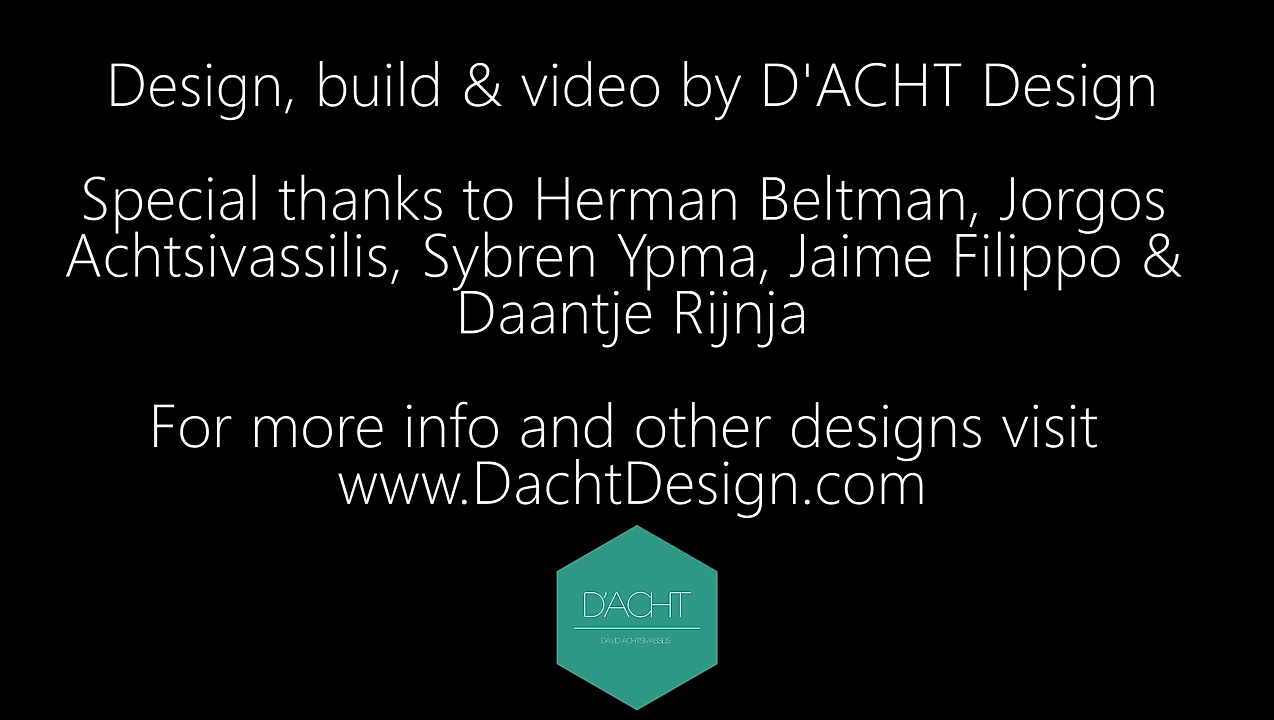 Design, build & video by D'ACHT Design
Special thanks to Herman Beltman, Jorgos
Achtsivassilis, Sybren Ypma, Jaime Filippo &
Daantje Rijnja
For more info and other designs visit
www.DachtDesign.com
D'ACHT
DAVID ACHTSIVASSILIS